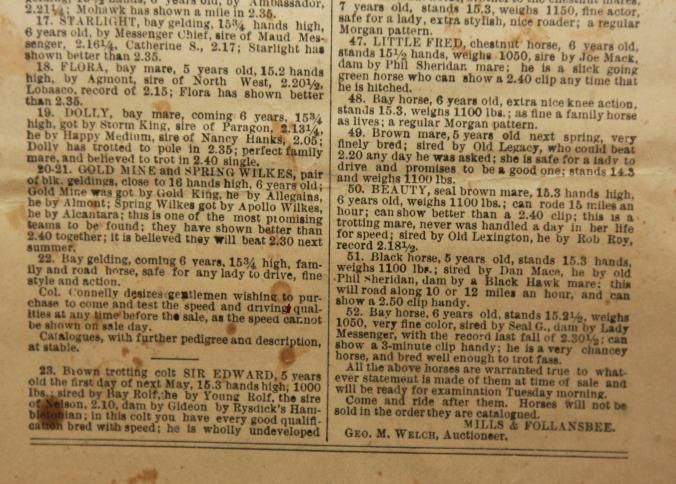 2.21¼; Mohawk has shown a mile in 2.35.
17. STARLIGHT, bay gelding, 15¾ hands high,
6 years old, by Messenger Chief, sire of Maud Mes-
senger, 2.16¼, Catherine S., 2.17; Starlight has
shown better than 2.35.
18. FLORA, bay mare, 5 years old, 15.2 hands
high, by Agmont, sire of North West, 2.20½,
Lobasco, record of 2.15; Flora has shown better
than 2.35.
19. DOLLY, bay mare, coming 6 years, 15¾
high, got by Storm King, sire of Paragon, 2.13¼,
he by Happy Medium, sire of Nancy Hanks, 2.05;
Dolly has trotted to pole in 2.35; perfect family
mare, and believed to trot in 2.40 single.
20-21. GOLD MINE and SPRING WILKES, pair
of blk. geldings, close to 16 hands high, 6 years old;
Gold Mine was got by Gold King, he by Allegains,
he by Almont; Spring Wilkes got by Apollo Wilkes,
he by Alcantara; this is one of the most promising
teams to be found; they have shown better than
2.40 together; it is believed they will beat 2.30 next
summer.
22. Bay gelding, coming 6 years, 15¾ high, fam-
ily and road horse, safe for any lady to drive, fine
style and action.
Col. Connelly desires gentlemen wishing to pur-
chase to come and test the speed and driving qual-
ities at any time before the sale, as the speed cannot
be shown on sale day.
Catalogues, with further pedigree and description,
at stable.
23. Brown trotting colt SIR EDWARD, 5 years
old the first day of next May, 15.3 hands high; 1000
lbs.; sired by Ray Rolf, he by Young Rolf, the sire
of Nelson, 2.10, dam by Gideon by Rysdick's Ham-
bletonian; in this colt you have every good qualifi-
cation bred with speed; he is wholly undeveloped
7 years old, stands 15.3, weighs 1150, fine actor,
safe for a lady, extra stylish, nice roader; a regular
Morgan pattern.
47. LITTLE FRED, chestnut horse, 6 years old,
stands 15½ hands, weighs 1050, sire by Joe Mack,
dam by Phil Sheridan mare; he is a slick going
green horse who can show a 2.40 clip any time that
he is hitched.
48. Bay horse, 6 years old, extra nice knee action,
stands 15.3, weighs 1100 lbs.; as fine a family horse
as lives; a regular Morgan pattern.
49. Brown mare, 5 years old next spring, very
finely bred; sired by Old Legacy, who could beat
2.20 any day he was asked; she is safe for a lady to
drive and promises to be a good one; stands 14.3
and weighs 1100 lbs.
50. BEAUTY, seal brown mare, 15.3 hands high,
6 years old, weighs 1100 lbs.; can rode 15 miles an
hour; can show better than a 2.40 clip; this is a
trotting mare, never was handled a day in her life
for speed; sired by Old Lexington, he by Rob Roy,
record 2.18½.
51. Black horse, 5 years old, stands 15.3 hands,
weighs 1100 lbs.; sired by Dan Mace, he by old
Phil Sheridan, dam by a Black Hawk mare; this
will road along 10 or 12 miles an hour, and can
show a 2.50 clip handy.
52. Bay horse, 6 years old, stands 15.2½, weighs
1050, very fine color, sired by Seal G., dam by Lady
Messenger, with the record last fall of 2.30½; can
show a 3-minute clip handy; he is a very chancey
horse, and bred well enough to trot fass.
All the above horses are warranted true to what-
ever statement is made of them at time of sale and
will be ready for examination Tuesday morning.
Come and ride after them. Horses will not be
sold in the order they are catalogued.
MILLS & FOLLANSBEE.
GEO. M. WELCH, Auctioneer.